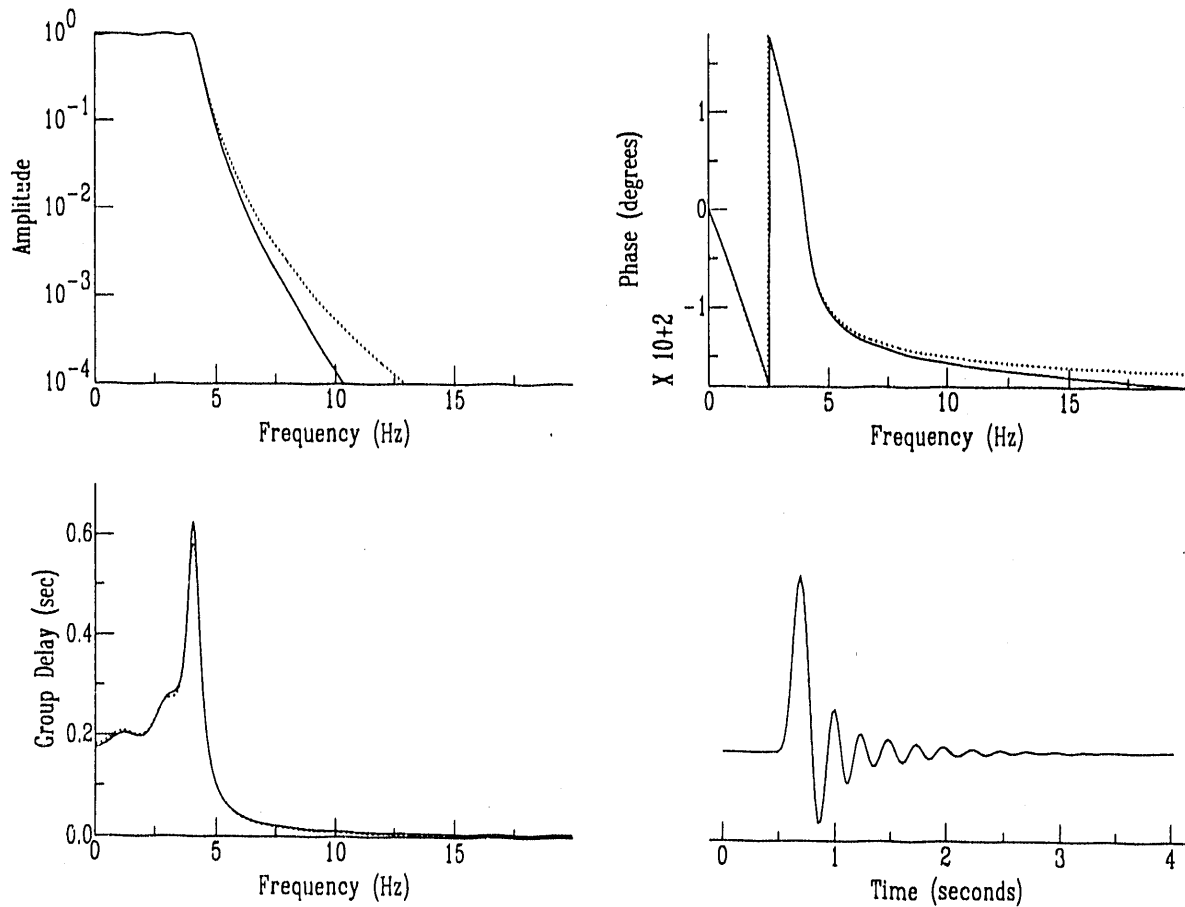 10^0
10^-1
10^-2
10^-3
10^-4
Amplitude
0 5 10 15
Frequency (Hz)
1
0
-1
Phase (degrees)
X 10+2
0 5 10 15
Frequency (Hz)
0.6
0.4
0.2
0.0
Group Delay (sec)
0 5 10 15
Frequency (Hz)
0 1 2 3 4
Time (seconds)